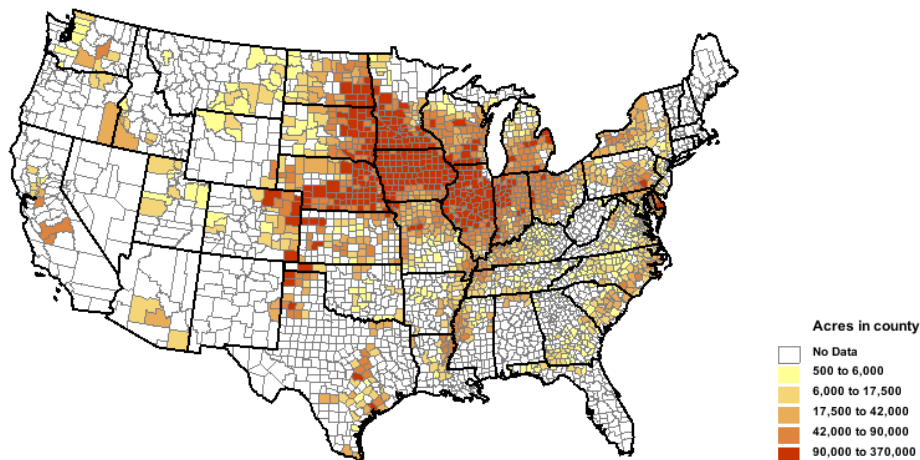 Acres in county
No Data
500 to 6,000
6,000 to 17,500
17,500 to 42,000
42,000 to 90,000
90,000 to 370,000